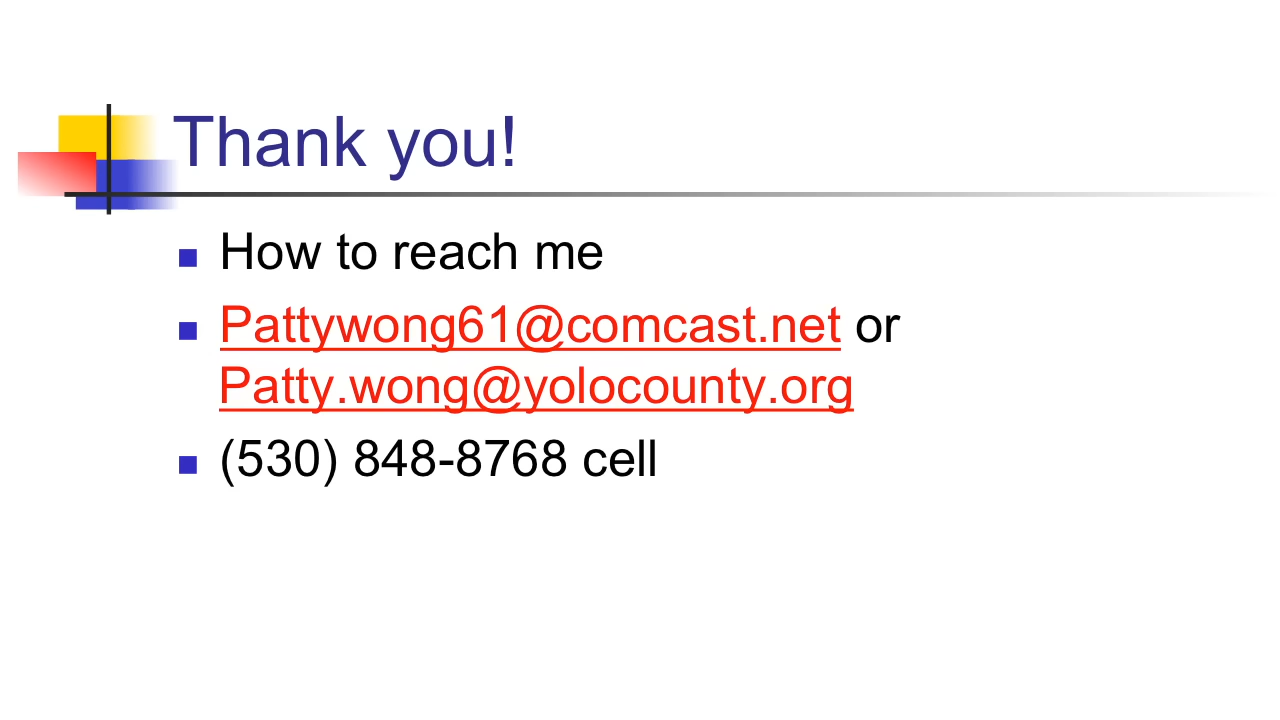 Thank you!
How to reach me
Pattywong61@comcast.net or
Patty.wong@yolocounty.org
(530) 848-8768 cell